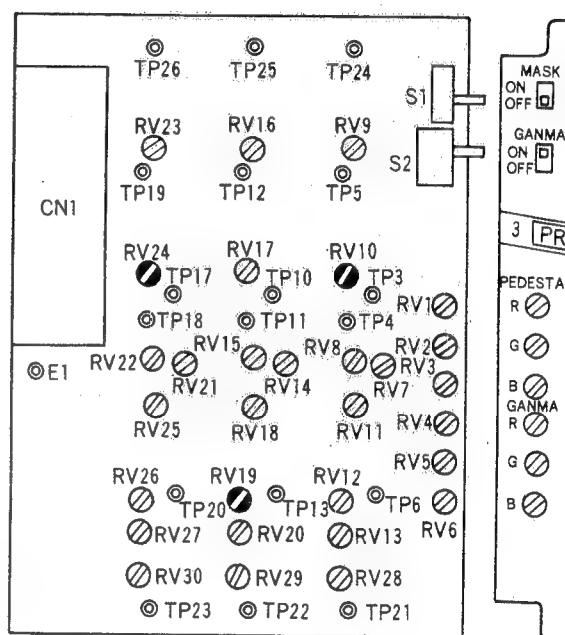 TP26 TP25 TP24
S1
MASK
ON
OFF
RV23 RV16 RV9
S2
GANMA
ON
OFF
TP19 TP12 TP5
CN1
3 PR
RV24 RV17 RV10
TP17 TP10 TP3
PEDESTA
RV1
R
TP18 TP11 TP4
RV22 RV15 RV8 RV2
G
E1
RV21 RV14 RV7 RV3
B
GANMA
RV25 RV18 RV11 RV4
R
RV5
G
RV26 RV19 RV12
TP20 TP13 TP6
B
RV6
RV27 RV20 RV13
RV30 RV29 RV28
TP23 TP22 TP21